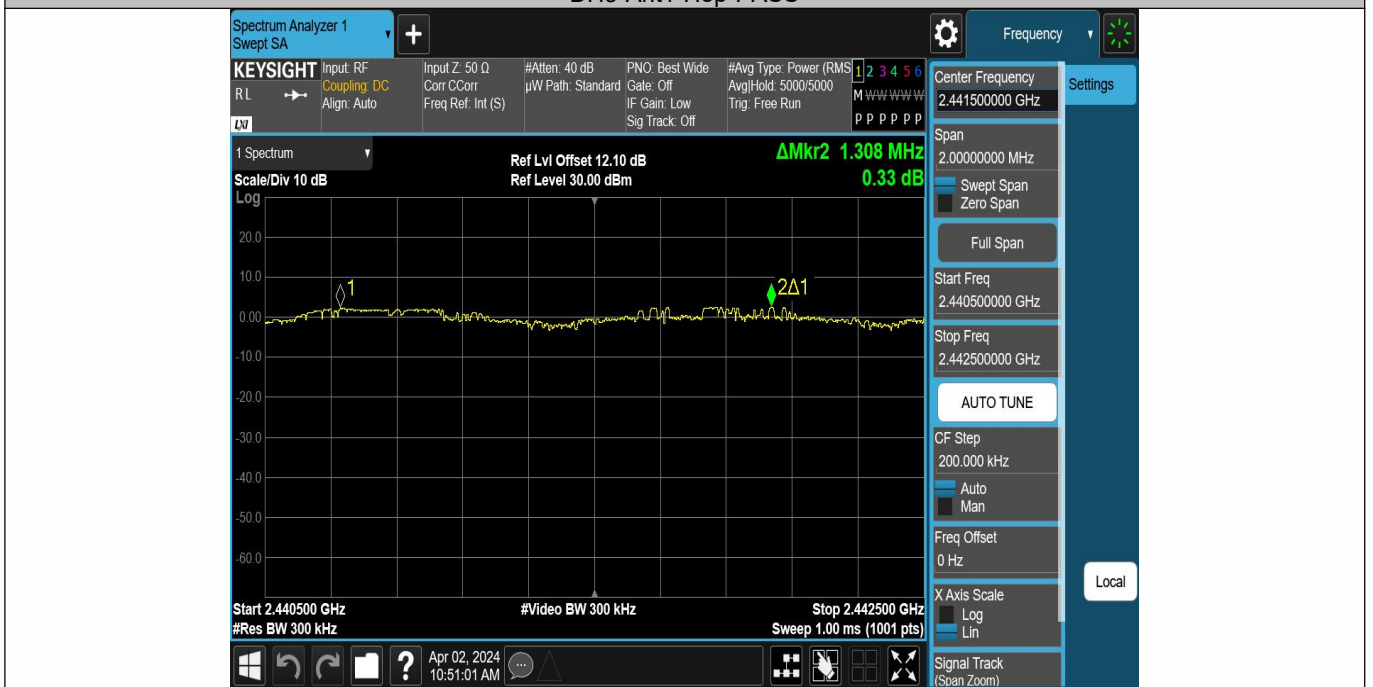 Spectrum Analyzer 1
Swept SA
Frequency
KEYSIGHT
R L
LXI
Input: RF
Coupling: DC
Align: Auto
Input Z: 50 Ω
Corr CCorr
Freq Ref: Int (S)
#Atten: 40 dB
µW Path: Standard
PNO: Best Wide
Gate: Off
IF Gain: Low
Sig Track: Off
#Avg Type: Power (RMS
Avg|Hold: 5000/5000
Trig: Free Run
1 2 3 4 5 6
M W W W W W
P P P P P P
1 Spectrum
Scale/Div 10 dB
Ref Lvl Offset 12.10 dB
Ref Level 30.00 dBm
ΔMkr2 1.308 MHz
0.33 dB
Log
20.0
10.0
0.00
-10.0
-20.0
-30.0
-40.0
-50.0
-60.0
1
2Δ1
Start 2.440500 GHz
#Res BW 300 kHz
#Video BW 300 kHz
Stop 2.442500 GHz
Sweep 1.00 ms (1001 pts)
?
Apr 02, 2024
10:51:01 AM
Center Frequency
2.441500000 GHz
Settings
Span
2.00000000 MHz
Swept Span
Zero Span
Full Span
Start Freq
2.440500000 GHz
Stop Freq
2.442500000 GHz
AUTO TUNE
CF Step
200.000 kHz
Auto
Man
Freq Offset
0 Hz
X Axis Scale
Log
Lin
Local
Signal Track
(Span Zoom)